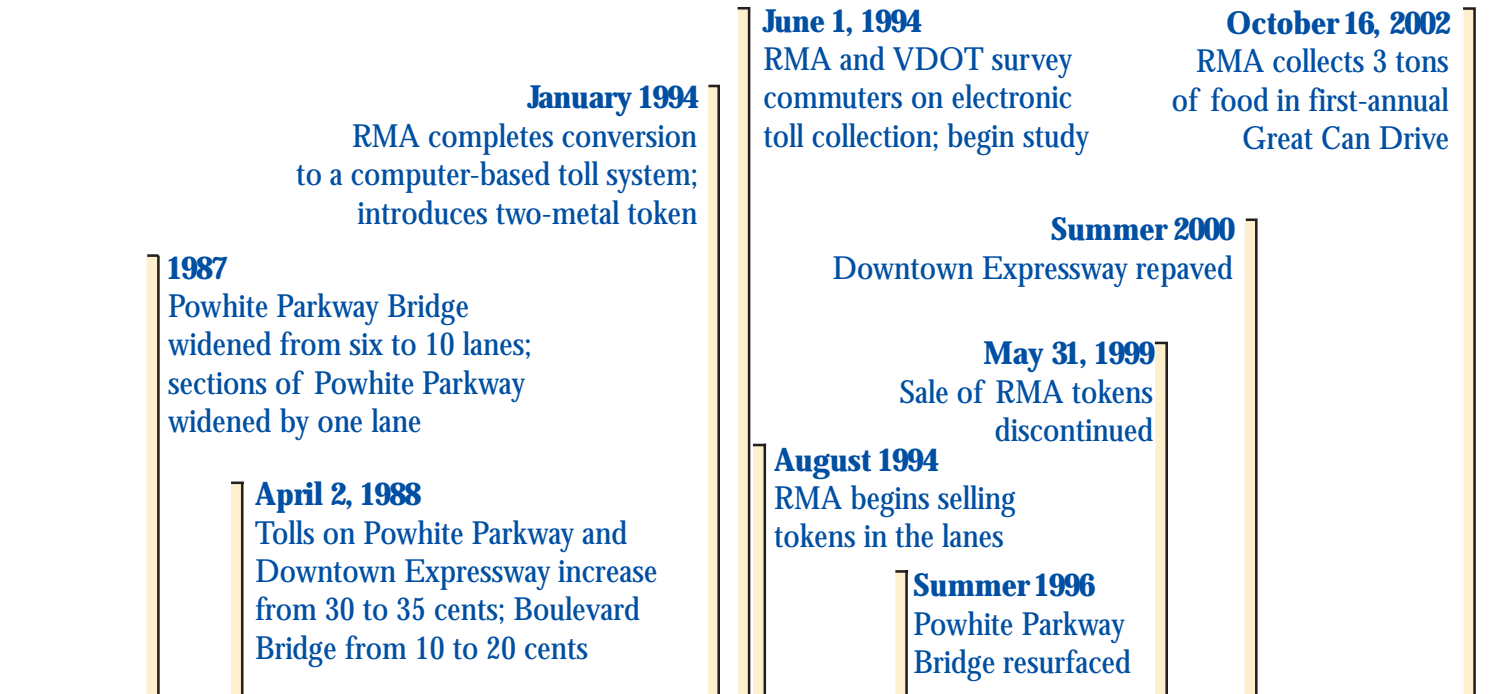 June 1, 1994
RMA and VDOT survey
commuters on electronic
toll collection; begin study
October 16, 2002
RMA collects 3 tons
of food in first-annual
Great Can Drive
January 1994
RMA completes conversion
to a computer-based toll system;
introduces two-metal token
Summer 2000
Downtown Expressway repaved
1987
Powhite Parkway Bridge
widened from six to 10 lanes;
sections of Powhite Parkway
widened by one lane
May 31, 1999
Sale of RMA tokens
discontinued
August 1994
RMA begins selling
tokens in the lanes
April 2, 1988
Tolls on Powhite Parkway and
Downtown Expressway increase
from 30 to 35 cents; Boulevard
Bridge from 10 to 20 cents
Summer 1996
Powhite Parkway
Bridge resurfaced